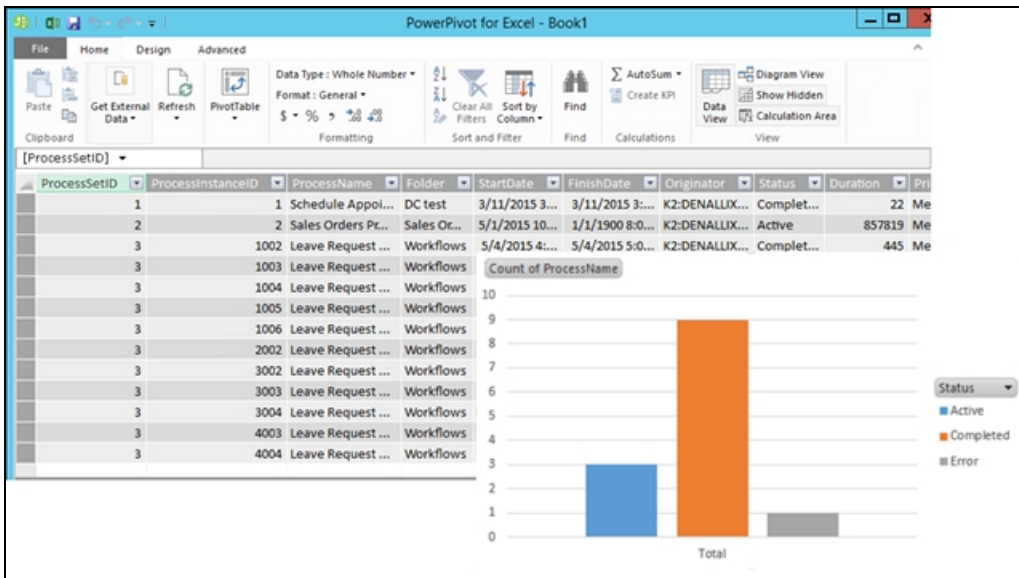 PowerPivot for Excel - Book1
File Home Design Advanced
Paste
Clipboard
Get External Data
Refresh
PivotTable
Data Type : Whole Number
Format : General
$ % ,
Formatting
Clear All Filters
Sort by Column
Sort and Filter
Find
Find
∑ AutoSum
Create KPI
Calculations
Data View
Diagram View
Show Hidden
Calculation Area
View
[ProcessSetID]
ProcessSetID ProcessInstanceID ProcessName Folder StartDate FinishDate Originator Status Duration Pri
1 1 Schedule Appoi... DC test 3/11/2015 3... 3/11/2015 3:... K2:DENALLIX... Complet... 22 Me
2 2 Sales Orders Pr... Sales Or... 5/1/2015 10... 1/1/1900 8:0... K2:DENALLIX... Active 857819 Me
3 1002 Leave Request ... Workflows 5/4/2015 4:... 5/4/2015 5:0... K2:DENALLIX... Complet... 445 Me
3 1003 Leave Request ... Workflows
3 1004 Leave Request ... Workflows
3 1005 Leave Request ... Workflows
3 1006 Leave Request ... Workflows
3 2002 Leave Request ... Workflows
3 3002 Leave Request ... Workflows
3 3003 Leave Request ... Workflows
3 3004 Leave Request ... Workflows
3 4003 Leave Request ... Workflows
3 4004 Leave Request ... Workflows
Count of ProcessName
10
9
8
7
6
5
4
3
2
1
0
Total
Status
Active
Completed
Error